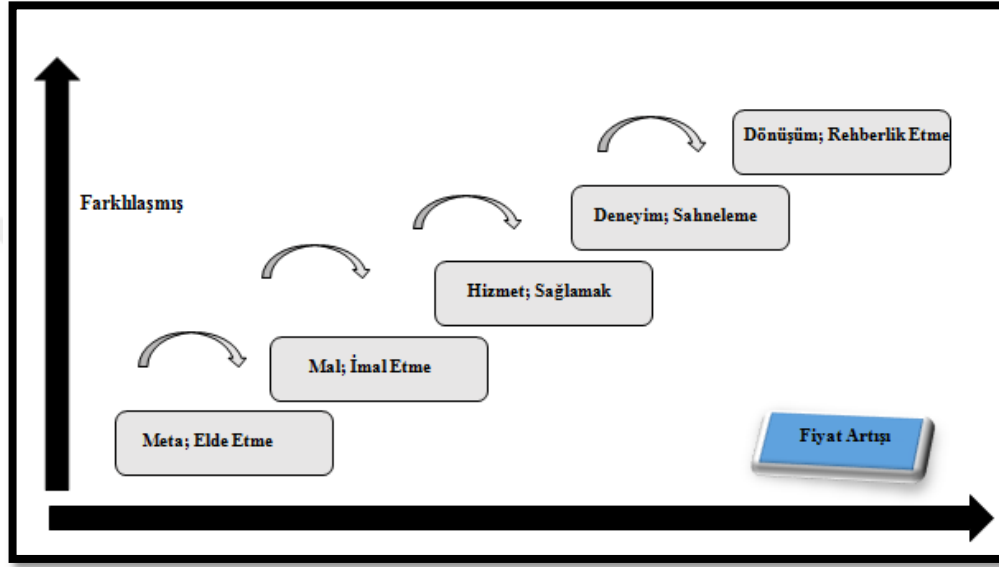 Dönüşüm; Rehberlik Etme
Farklılaşmış
Deneyim; Sahneleme
Hizmet; Sağlamak
Mal; İmal Etme
Meta; Elde Etme
Fiyat Artışı